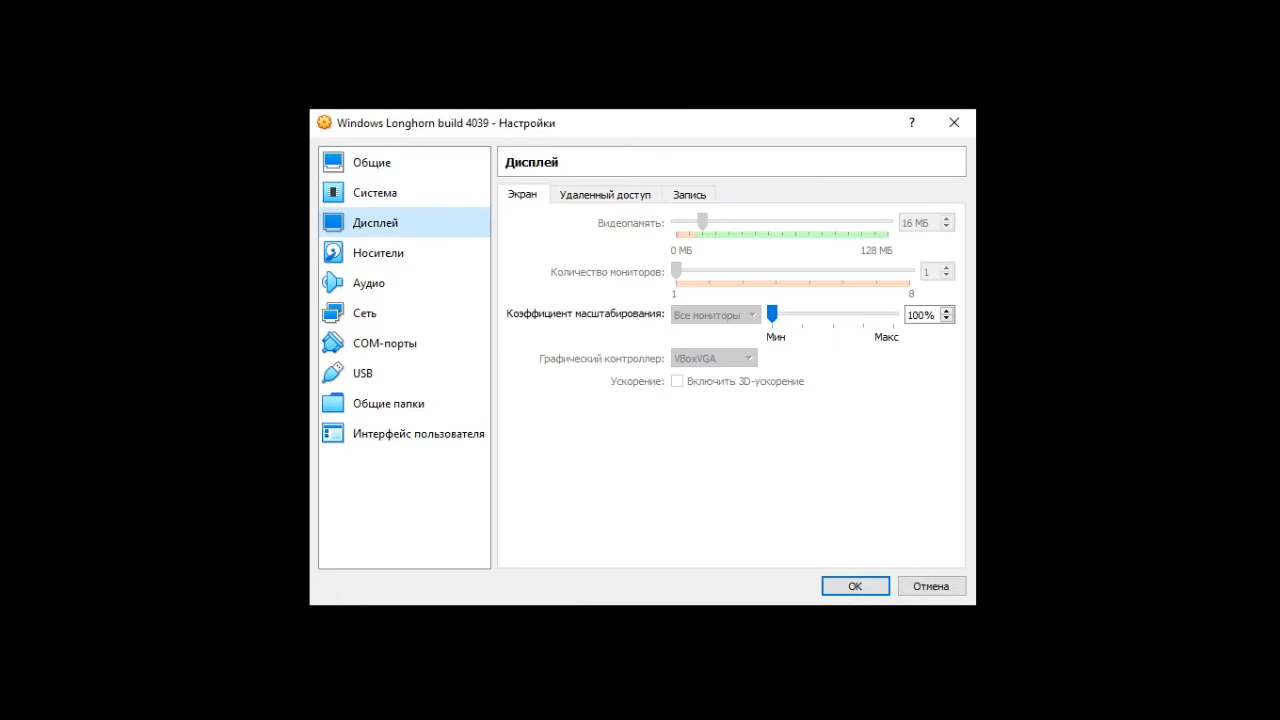 Windows Longhorn build 4039 - Настройки
?
Общие
Система
Дисплей
Носители
Аудио
Сеть
COM-порты
USB
Общие папки
Интерфейс пользователя
Дисплей
Экран Удаленный доступ Запись
Видеопамять: 16 МБ
0 МБ 128 МБ
Количество мониторов: 1
1 8
Коэффициент масштабирования: Все мониторы 100%
Мин Макс
Графический контроллер: VBoxVGA
Ускорение: Включить 3D-ускорение
OK Отмена